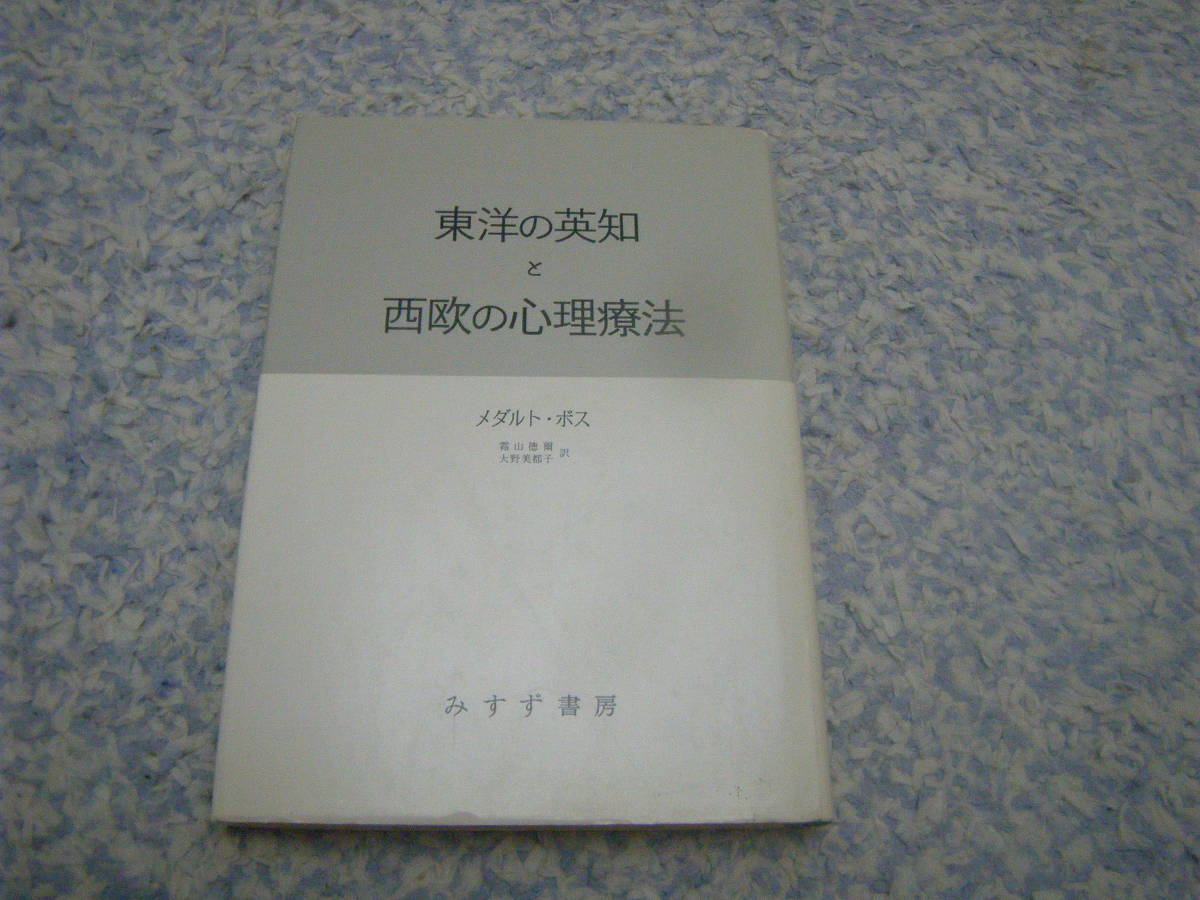 東洋の英知
と
西欧の心理療法
メダルト・ボス
霜山徳爾
大野美都子 訳
みすず書房